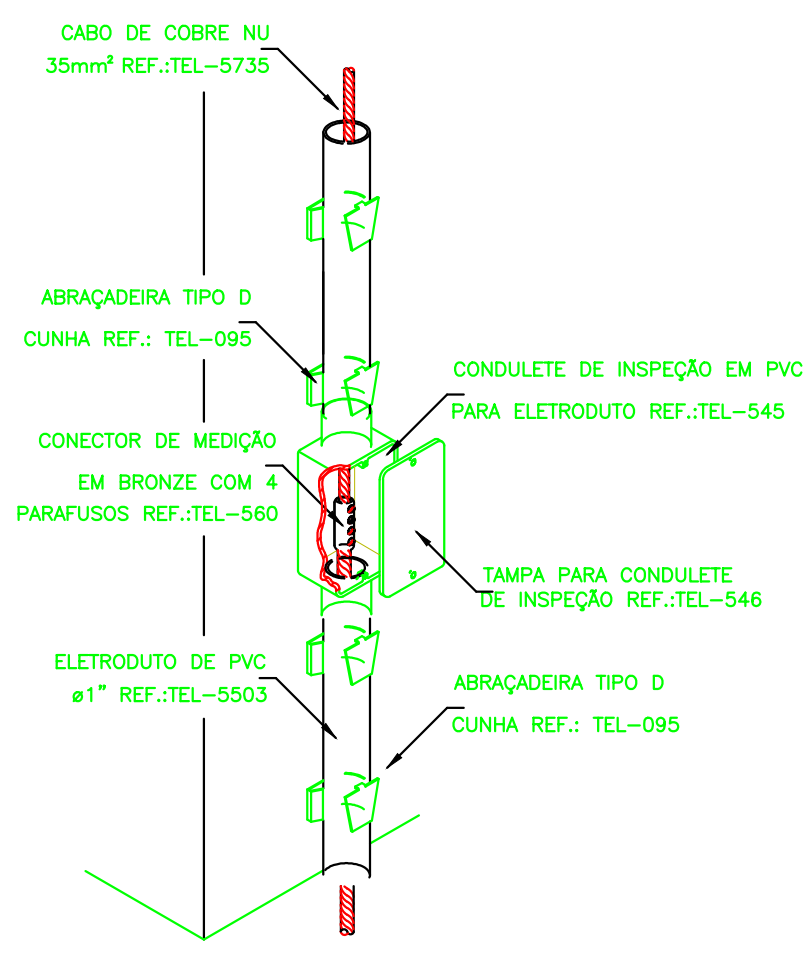 CABO DE COBRE NU
35mm² REF.:TEL-5735
ABRAÇADEIRA TIPO D
CUNHA REF.: TEL-095
CONDULETE DE INSPEÇÃO EM PVC
PARA ELETRODUTO REF.:TEL-545
CONECTOR DE MEDIÇÃO
EM BRONZE COM 4
PARAFUSOS REF.:TEL-560
TAMPA PARA CONDULETE
DE INSPEÇÃO REF.:TEL-546
ELETRODUTO DE PVC
ø1" REF.:TEL-5503
ABRAÇADEIRA TIPO D
CUNHA REF.: TEL-095